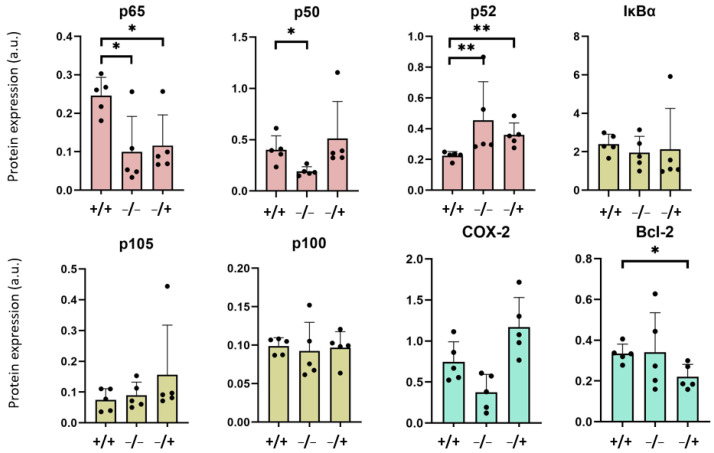 p65
p50
p52
IκBα
Protein expression (a.u.)
0.4
0.3
0.2
0.1
0.0
*
*
+/+ −/− −/+
1.5
1.0
0.5
0.0
*
+/+ −/− −/+
1.0
0.8
0.6
0.4
0.2
0.0
**
**
+/+ −/− −/+
8
6
4
2
0
+/+ −/− −/+
p105
p100
COX-2
Bcl-2
Protein expression (a.u.)
0.5
0.4
0.3
0.2
0.1
0.0
+/+ −/− −/+
0.20
0.15
0.10
0.05
0.00
+/+ −/− −/+
2.0
1.5
1.0
0.5
0.0
+/+ −/− −/+
0.8
0.6
0.4
0.2
0.0
*
+/+ −/− −/+